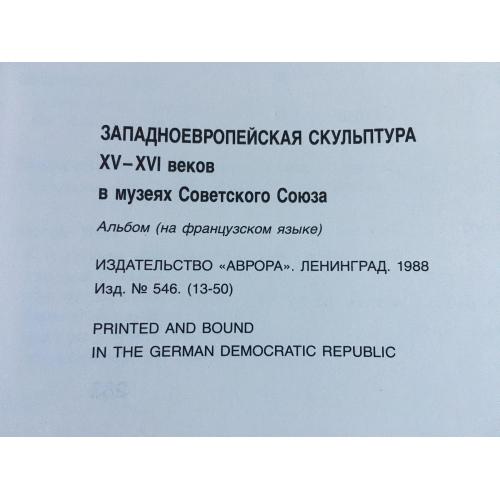 ЗАПАДНОЕВРОПЕЙСКАЯ СКУЛЬПТУРА
XV–XVI веков
в музеях Советского Союза
Альбом (на французском языке)
ИЗДАТЕЛЬСТВО «АВРОРА». ЛЕНИНГРАД. 1988
Изд. № 546. (13-50)
PRINTED AND BOUND
IN THE GERMAN DEMOCRATIC REPUBLIC